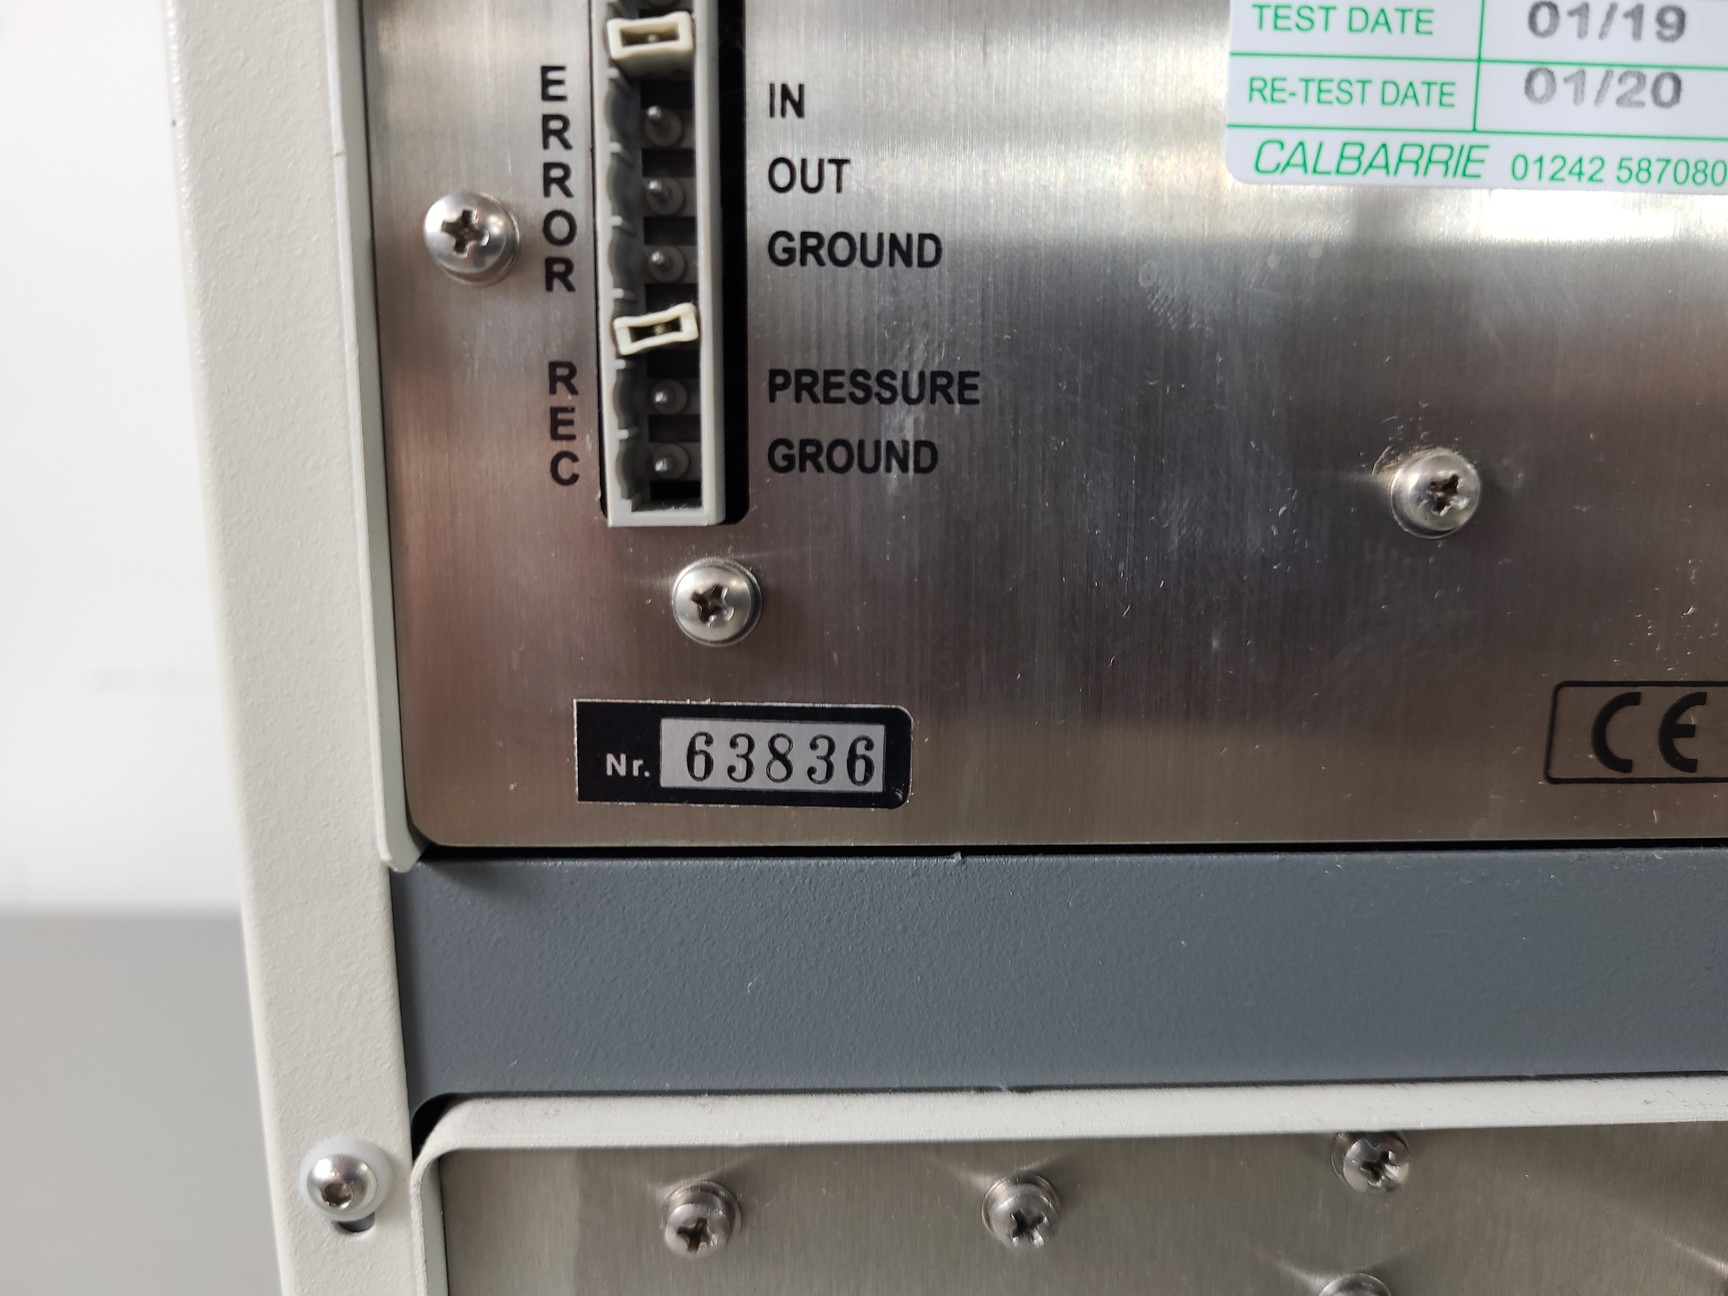 TEST DATE 01/19
RE-TEST DATE 01/20
CALBARRIE 01242 587080
ERROR
IN
OUT
GROUND
REC
PRESSURE
GROUND
Nr. 63836
CE